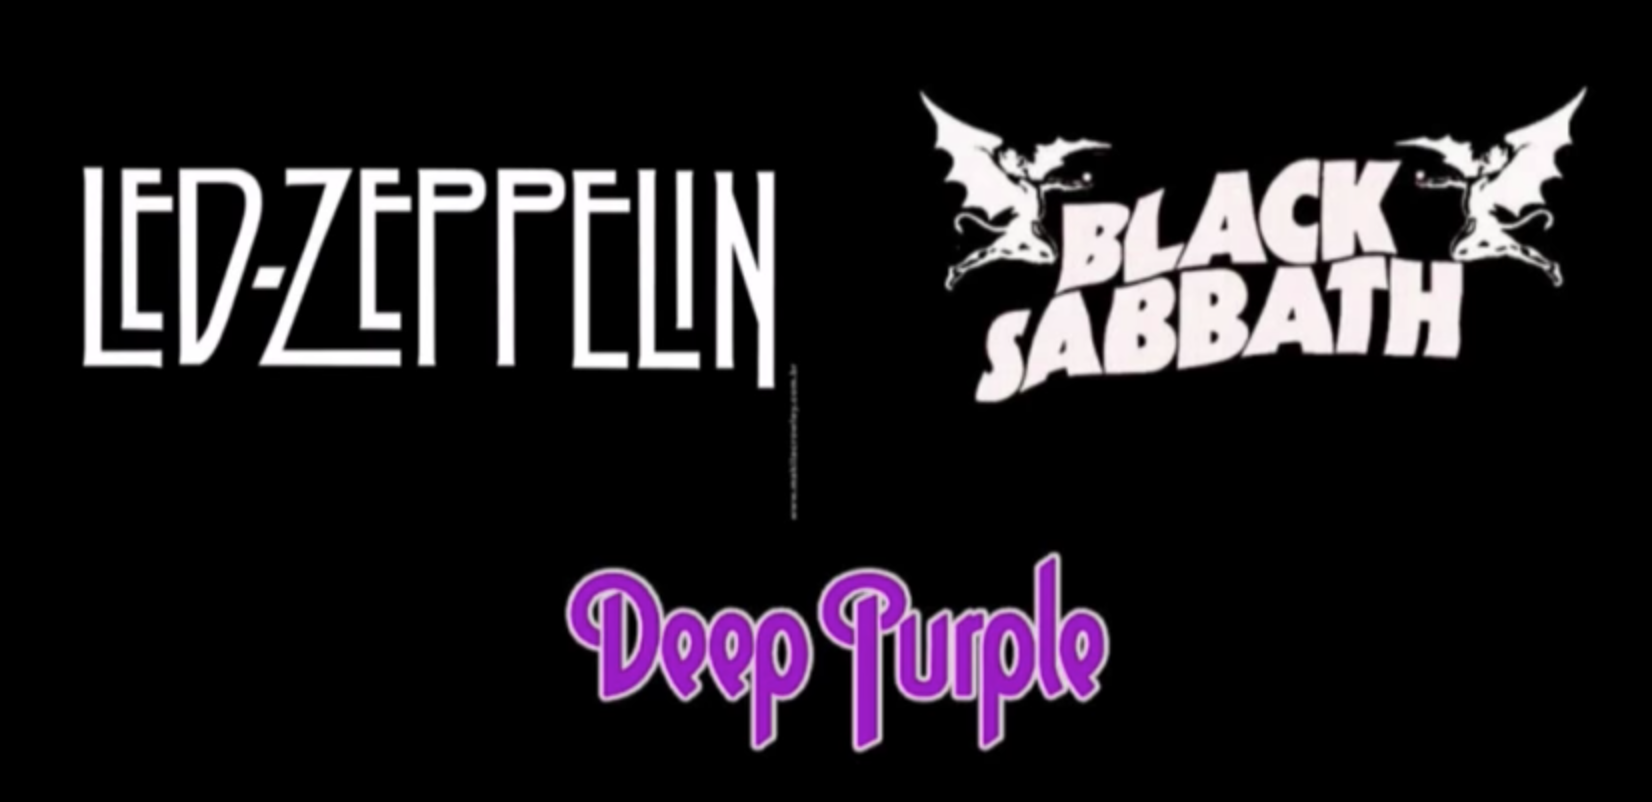 LED-ZEPPELIN
BLACK
SABBATH
Deep Purple